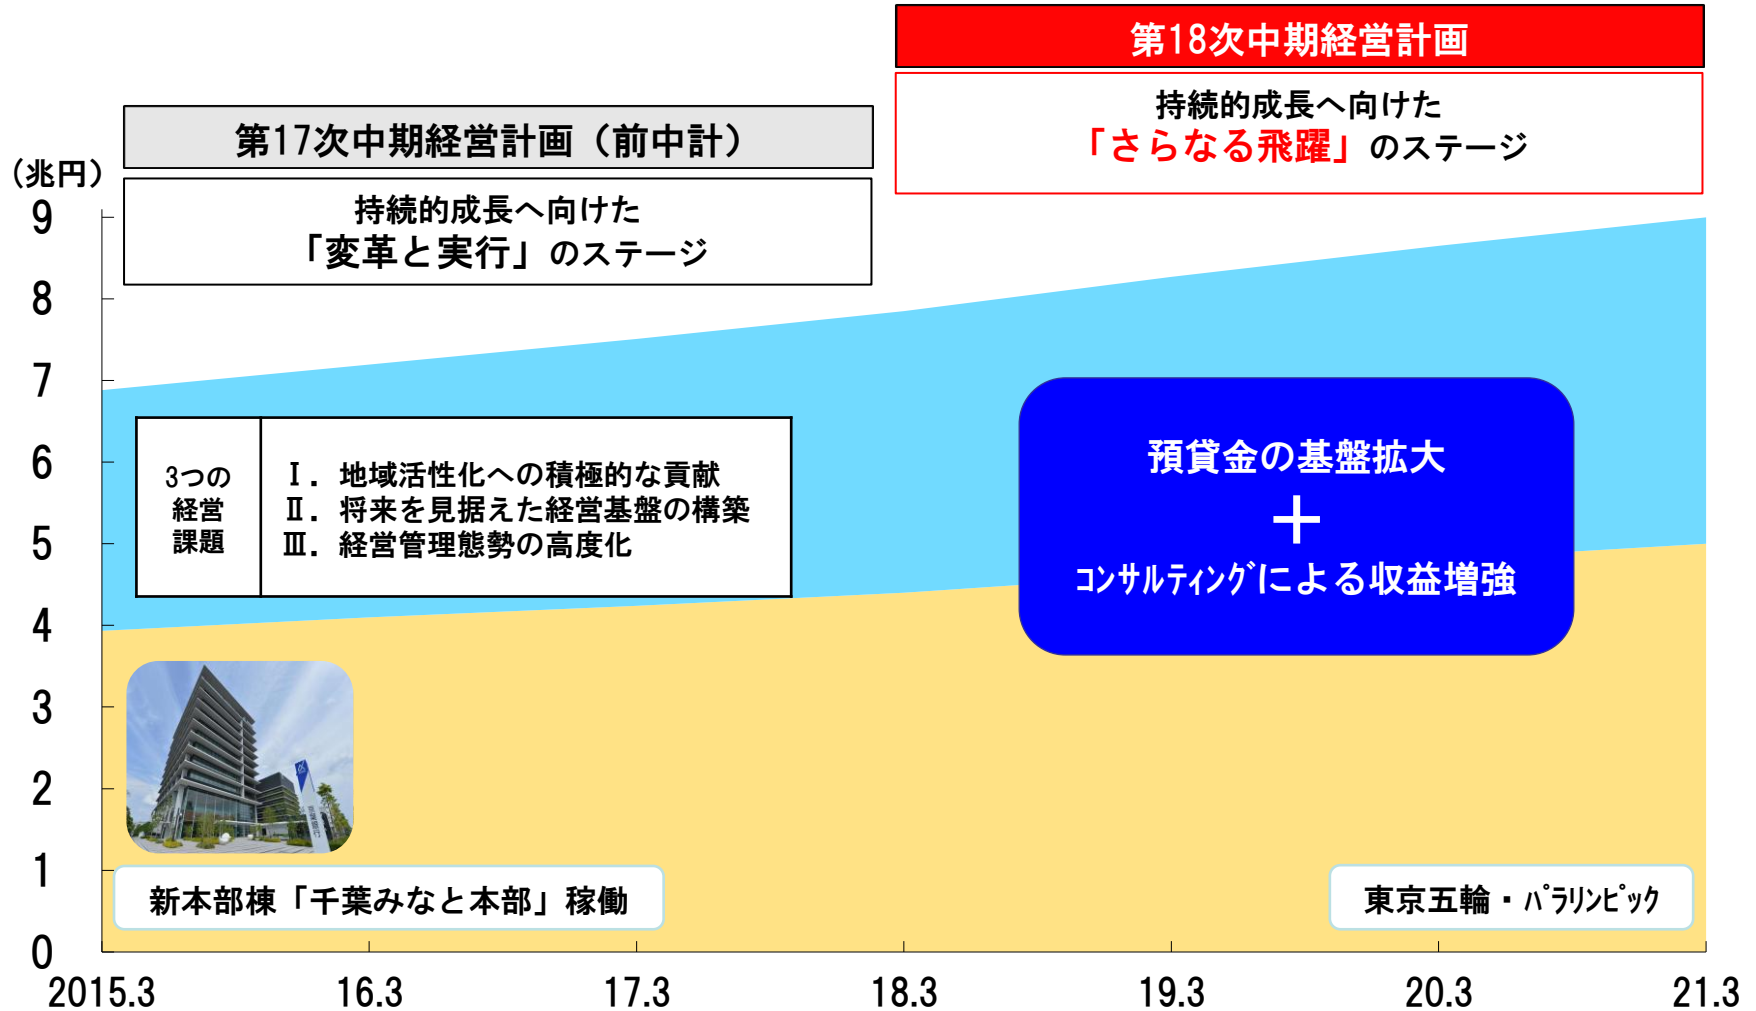 第18次中期経営計画
持続的成長へ向けた
「さらなる飛躍」のステージ
第17次中期経営計画（前中計）
持続的成長へ向けた
「変革と実行」のステージ
(兆円)
9
8
7
6
5
4
3
2
1
0
3つの
経営
課題
Ⅰ．地域活性化への積極的な貢献
Ⅱ．将来を見据えた経営基盤の構築
Ⅲ．経営管理態勢の高度化
預貸金の基盤拡大
＋
ｺﾝｻﾙﾃｨﾝｸﾞによる収益増強
新本部棟「千葉みなと本部」稼働
東京五輪・ﾊﾟﾗﾘﾝﾋﾟｯｸ
2015.3 16.3 17.3 18.3 19.3 20.3 21.3